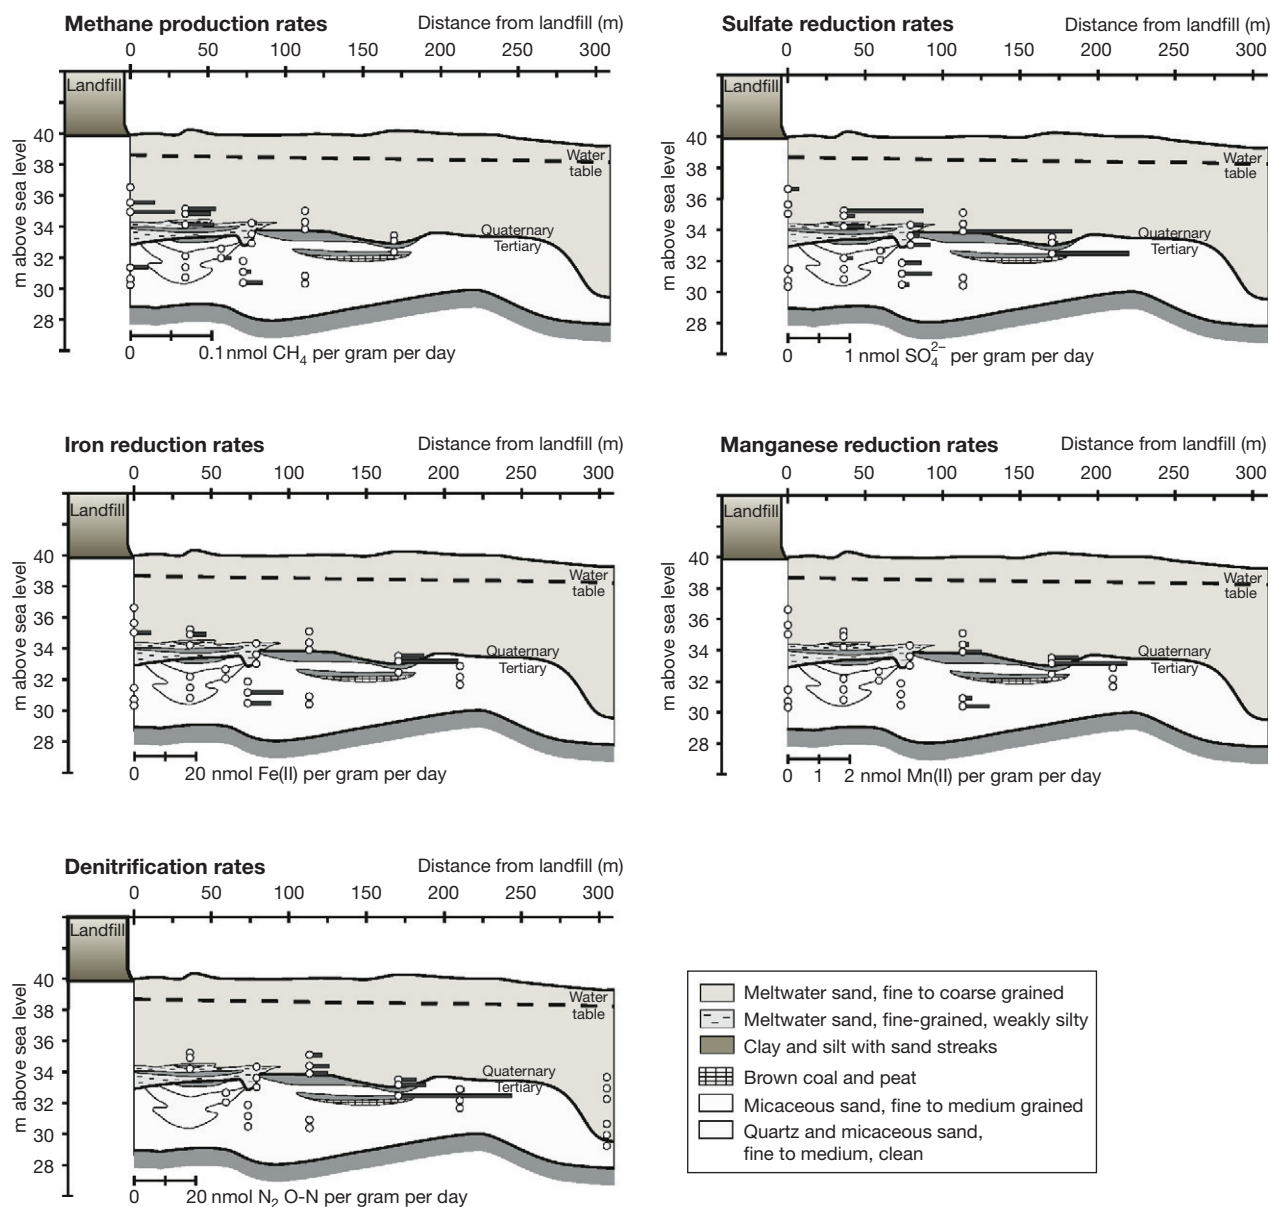 Methane production rates
Distance from landfill (m)
0 50 100 150 200 250 300
Landfill
m above sea level
40
38
36
34
32
30
28
Water
table
Quaternary
Tertiary
0 0.1 nmol CH4 per gram per day
Sulfate reduction rates
Distance from landfill (m)
0 50 100 150 200 250 300
Landfill
m above sea level
40
38
36
34
32
30
28
Water
table
Quaternary
Tertiary
0 1 nmol SO4^2− per gram per day
Iron reduction rates
Distance from landfill (m)
0 50 100 150 200 250 300
Landfill
m above sea level
40
38
36
34
32
30
28
Water
table
Quaternary
Tertiary
0 20 nmol Fe(II) per gram per day
Manganese reduction rates
Distance from landfill (m)
0 50 100 150 200 250 300
Landfill
m above sea level
40
38
36
34
32
30
28
Water
table
Quaternary
Tertiary
0 1 2 nmol Mn(II) per gram per day
Denitrification rates
Distance from landfill (m)
0 50 100 150 200 250 300
Landfill
m above sea level
40
38
36
34
32
30
28
Water
table
Quaternary
Tertiary
0 20 nmol N2 O-N per gram per day
Meltwater sand, fine to coarse grained
Meltwater sand, fine-grained, weakly silty
Clay and silt with sand streaks
Brown coal and peat
Micaceous sand, fine to medium grained
Quartz and micaceous sand,
fine to medium, clean